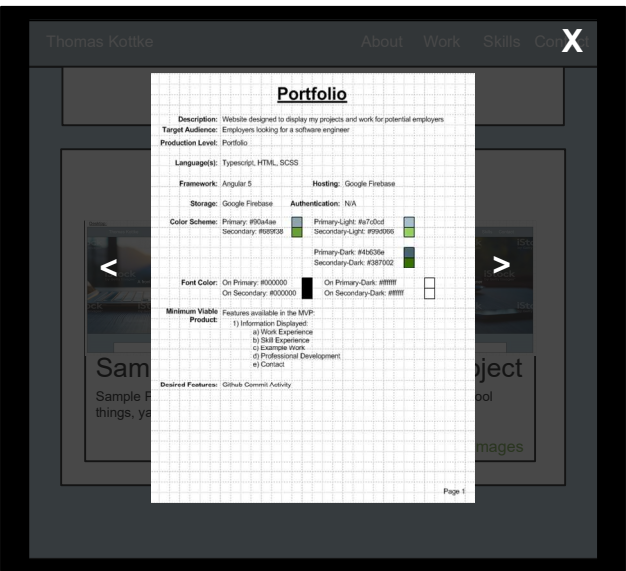 Thomas Kottke About Work Skills Contact
X
Portfolio
Description: Website designed to display my projects and work for potential employers
Target Audience: Employers looking for a software engineer
Production Level: Portfolio
Language(s): Typescript, HTML, SCSS
Framework: Angular 5 Hosting: Google Firebase
Storage: Google Firebase Authentication: N/A
Color Scheme: Primary: #90a4ae Primary-Light: #a7c0cd
Secondary: #689f38 Secondary-Light: #99d066
Primary-Dark: #4b636e
Secondary-Dark: #387002
Font Color: On Primary: #000000 On Primary-Dark: #ffffff
On Secondary: #000000 On Secondary-Dark: #ffffff
Minimum Viable Features available in the MVP:
Product:
1) Information Displayed:
a) Work Experience
b) Skill Experience
c) Example Work
d) Professional Development
e) Contact
Desired Features: Github Commit Activity
Page 1
< >
iStock
Sam ject
Sample ool
things, ya
mages